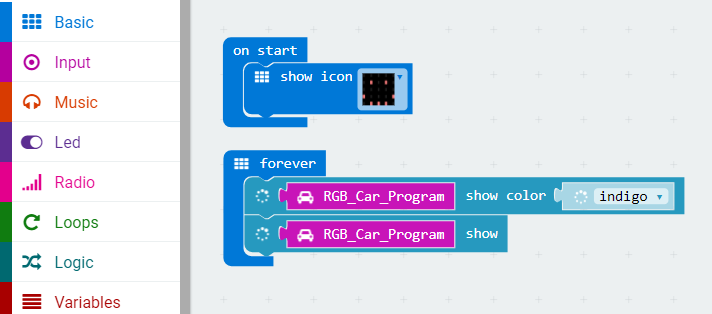 Basic
Input
Music
Led
Radio
Loops
Logic
Variables
on start
show icon
forever
RGB_Car_Program show color indigo
RGB_Car_Program show